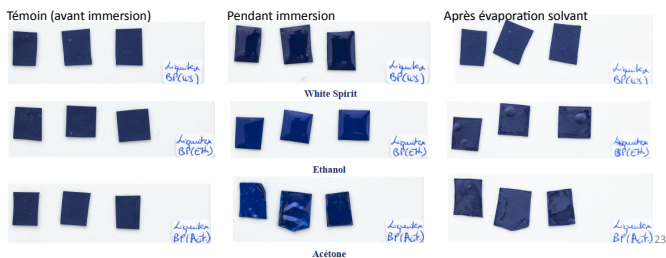 Témoin (avant immersion)
Pendant immersion
Après évaporation solvant
Liquitex
BP(WS)
Liquitex
BP(WS)
Liquitex
BP(WS)
White Spirit
Liquitex
BP(Eth)
Liquitex
BP(Eth)
Liquitex
BP(Eth)
Ethanol
Liquitex
BP(Act)
Liquitex
BP(Act)
Liquitex
BP(Act)
23
Acétone